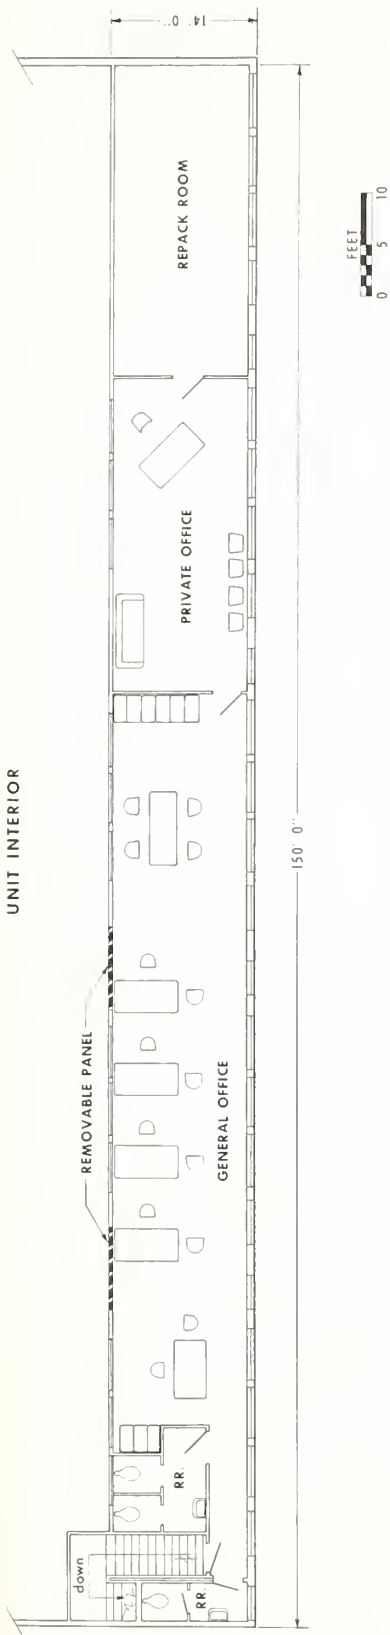 UNIT INTERIOR
REMOVABLE PANEL
down
RR.
RR.
GENERAL OFFICE
PRIVATE OFFICE
REPACK ROOM
14' 0"
150' 0"
FEET
0 5 10